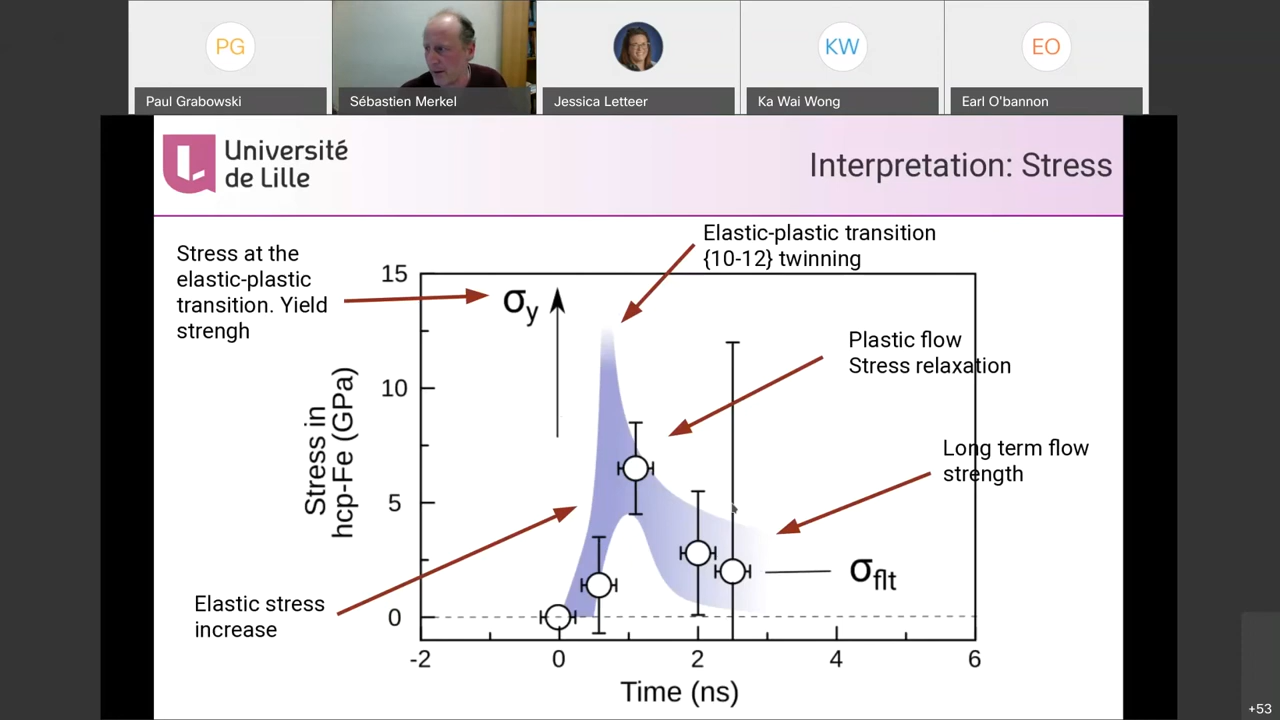 PG
KW
EO
Paul Grabowski
Sébastien Merkel
Jessica Letteer
Ka Wai Wong
Earl O'bannon
Université
de Lille
Interpretation: Stress
Stress at the
elastic-plastic
transition. Yield
strengh
Elastic-plastic transition
{10-12} twinning
Plastic flow
Stress relaxation
Long term flow
strength
Elastic stress
increase
σy
σflt
Stress in
hcp-Fe (GPa)
15
10
5
0
-2
0
2
4
6
Time (ns)
+53